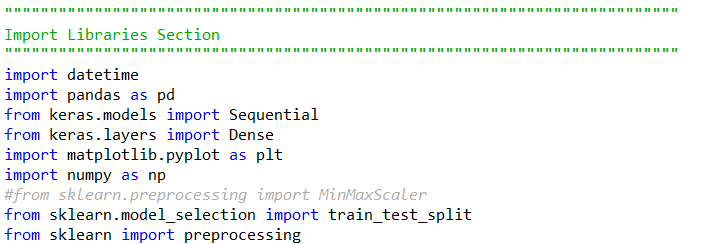 """""""""""""""""""""""""""""""""""""""""""""""""""""""""""""""""""""""""""
Import Libraries Section
"""""""""""""""""""""""""""""""""""""""""""""""""""""""""""""""""""""""""""
import datetime
import pandas as pd
from keras.models import Sequential
from keras.layers import Dense
import matplotlib.pyplot as plt
import numpy as np
#from sklearn.preprocessing import MinMaxScaler
from sklearn.model_selection import train_test_split
from sklearn import preprocessing